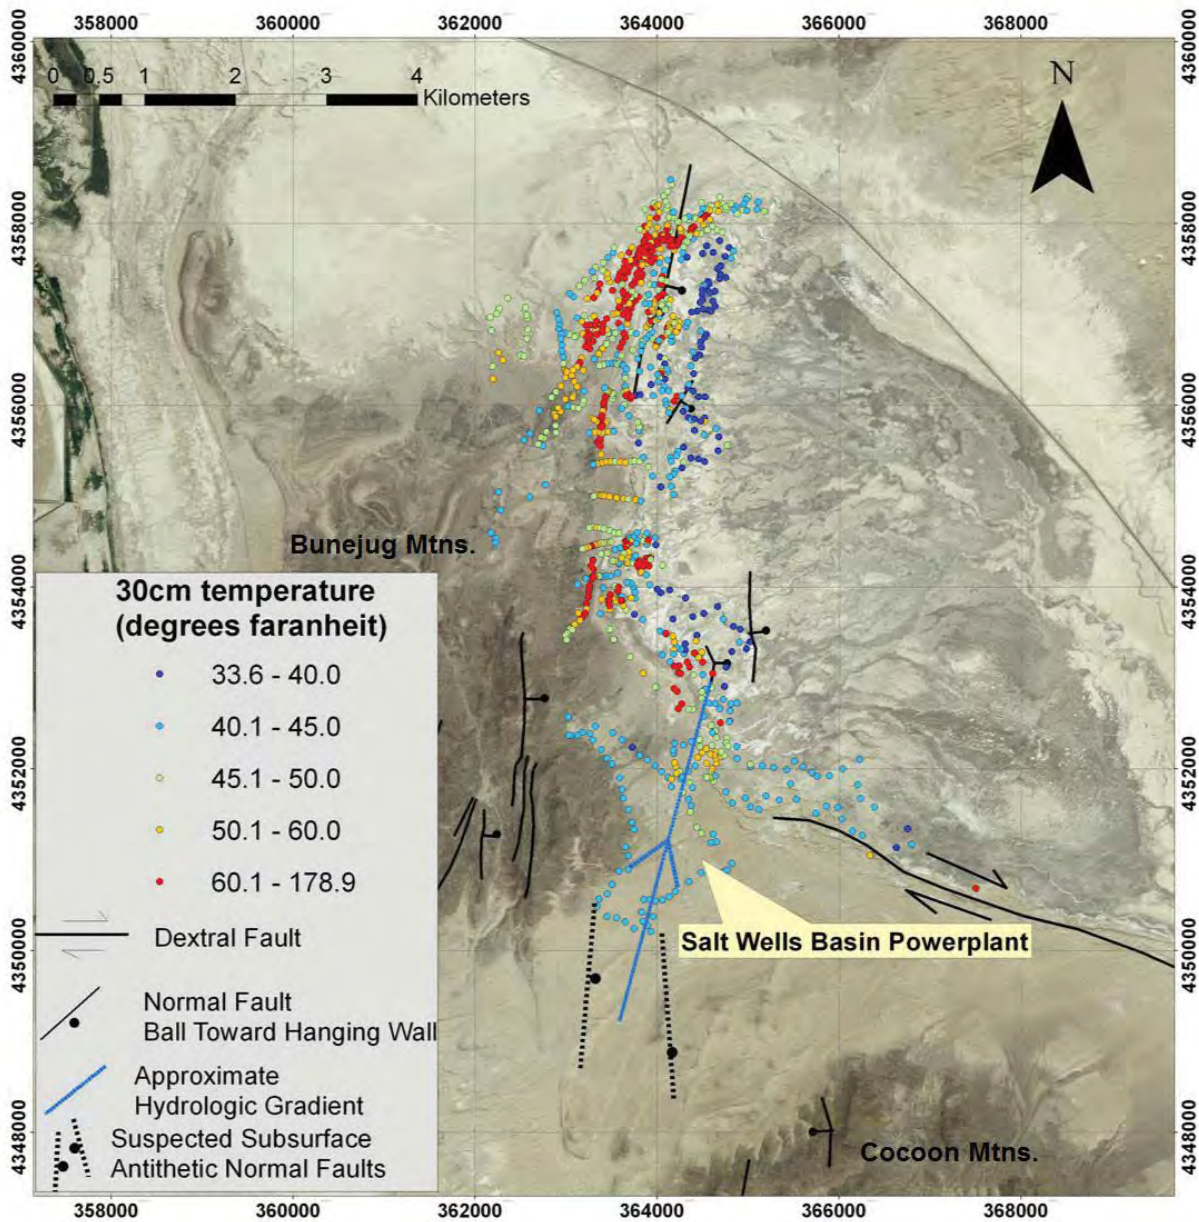 358000 360000 362000 364000 366000 368000
4360000 4360000
0 0.5 1 2 3 4
Kilometers
N
4358000 4358000
4356000 4356000
Bunejug Mtns.
4354000 4354000
30cm temperature
(degrees faranheit)
33.6 - 40.0
40.1 - 45.0
45.1 - 50.0
50.1 - 60.0
60.1 - 178.9
4352000 4352000
Dextral Fault
Salt Wells Basin Powerplant
4350000 4350000
Normal Fault
Ball Toward Hanging Wall
Approximate
Hydrologic Gradient
Suspected Subsurface
Antithetic Normal Faults
4348000 4348000
Cocoon Mtns.
358000 360000 362000 364000 366000 368000